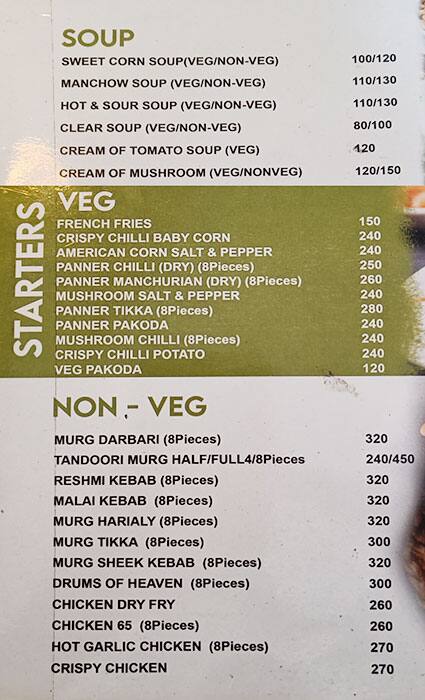 SOUP
SWEET CORN SOUP(VEG/NON-VEG) 100/120
MANCHOW SOUP (VEG/NON-VEG) 110/130
HOT & SOUR SOUP (VEG/NON-VEG) 110/130
CLEAR SOUP (VEG/NON-VEG) 80/100
CREAM OF TOMATO SOUP (VEG) 120
CREAM OF MUSHROOM (VEG/NONVEG) 120/150
STARTERS
VEG
FRENCH FRIES 150
CRISPY CHILLI BABY CORN 240
AMERICAN CORN SALT & PEPPER 240
PANNER CHILLI (DRY) (8Pieces) 250
PANNER MANCHURIAN (DRY) (8Pieces) 260
MUSHROOM SALT & PEPPER 240
PANNER TIKKA (8Pieces) 280
PANNER PAKODA 240
MUSHROOM CHILLI (8Pieces) 240
CRISPY CHILLI POTATO 240
VEG PAKODA 120
NON - VEG
MURG DARBARI (8Pieces) 320
TANDOORI MURG HALF/FULL4/8Pieces 240/450
RESHMI KEBAB (8Pieces) 320
MALAI KEBAB (8Pieces) 320
MURG HARIALY (8Pieces) 320
MURG TIKKA (8Pieces) 300
MURG SHEEK KEBAB (8Pieces) 320
DRUMS OF HEAVEN (8Pieces) 300
CHICKEN DRY FRY 260
CHICKEN 65 (8Pieces) 260
HOT GARLIC CHICKEN (8Pieces) 270
CRISPY CHICKEN 270